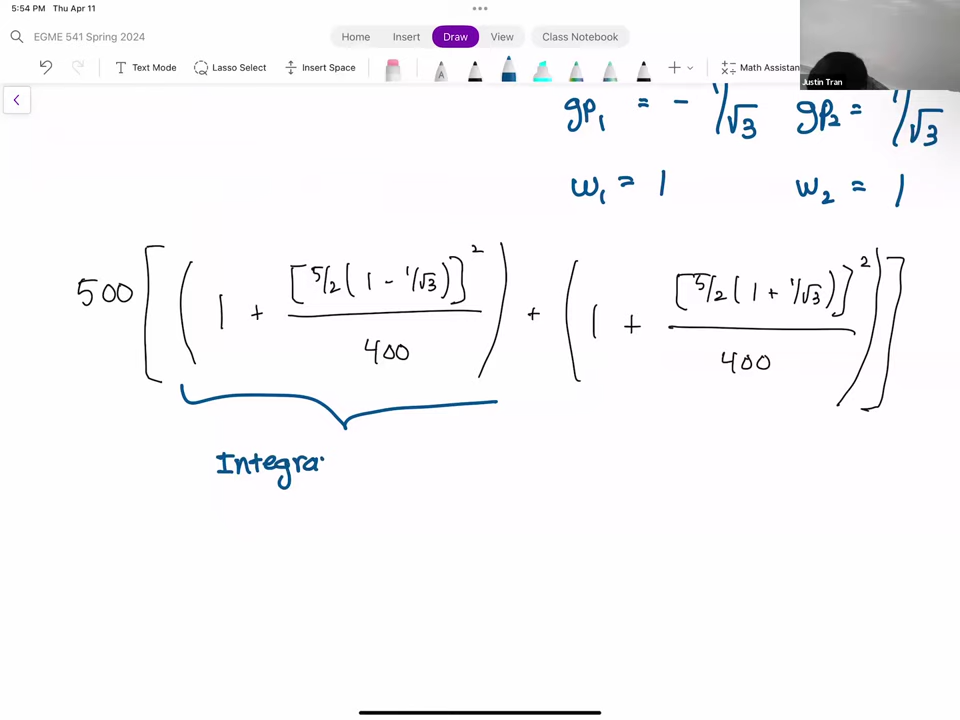 5:54 PM Thu Apr 11
EGME 541 Spring 2024
Home Insert Draw View Class Notebook
Text Mode Lasso Select Insert Space Math Assistan
Justin Tran
gp₁ = - 1/√3 gp₂ = 1/√3
w₁ = 1 w₂ = 1
500 [ ( 1 + [5/2 (1 - 1/√3)]² / 400 ) + ( 1 + [5/2 (1 + 1/√3)]² / 400 ) ]
Integra